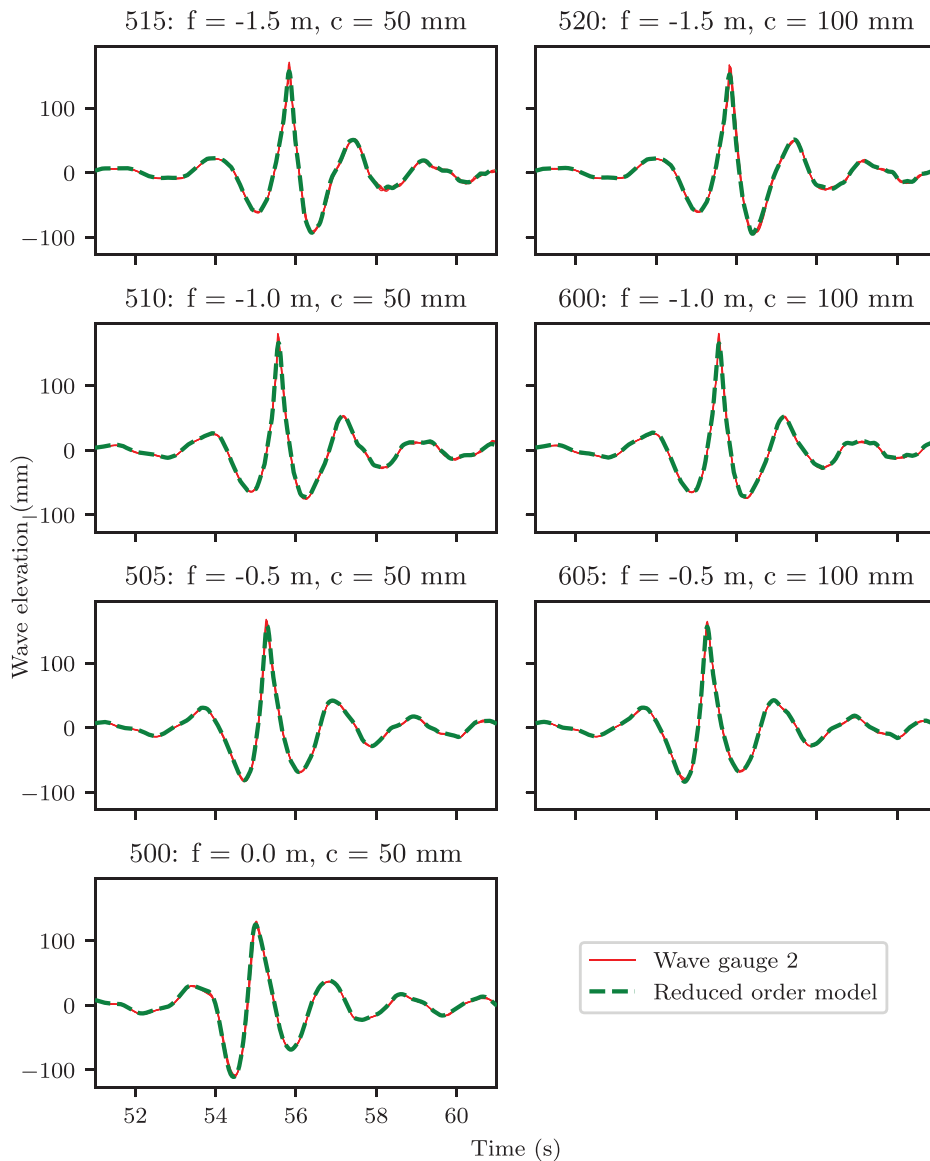 515: f = -1.5 m, c = 50 mm
520: f = -1.5 m, c = 100 mm
100
0
−100
510: f = -1.0 m, c = 50 mm
600: f = -1.0 m, c = 100 mm
100
0
−100
505: f = -0.5 m, c = 50 mm
605: f = -0.5 m, c = 100 mm
100
0
−100
Wave elevation (mm)
500: f = 0.0 m, c = 50 mm
100
0
−100
52 54 56 58 60
Time (s)
Wave gauge 2
Reduced order model